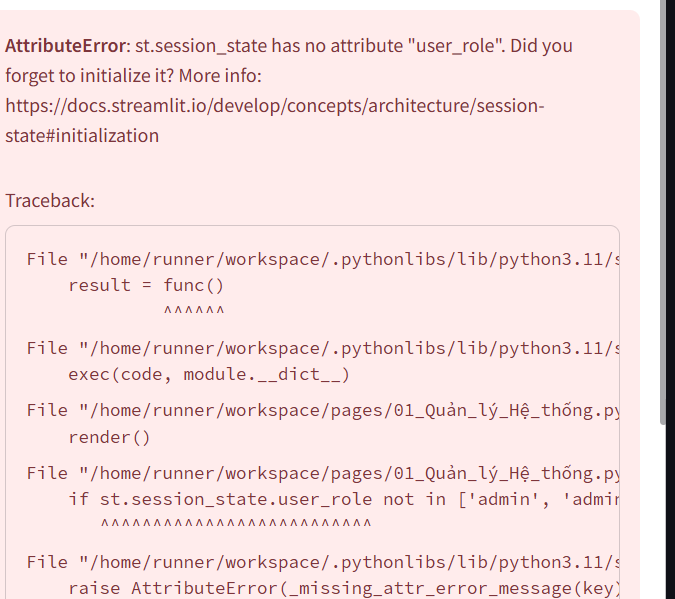 AttributeError: st.session_state has no attribute "user_role". Did you
forget to initialize it? More info:
https://docs.streamlit.io/develop/concepts/architecture/session-
state#initialization
Traceback:
File "/home/runner/workspace/.pythonlibs/lib/python3.11/s
result = func()
^^^^^^
File "/home/runner/workspace/.pythonlibs/lib/python3.11/s
exec(code, module.__dict__)
File "/home/runner/workspace/pages/01_Quản_lý_Hệ_thống.py
render()
File "/home/runner/workspace/pages/01_Quản_lý_Hệ_thống.py
if st.session_state.user_role not in ['admin', 'admin
^^^^^^^^^^^^^^^^^^^^^^^^^^
File "/home/runner/workspace/.pythonlibs/lib/python3.11/s
raise AttributeError(_missing_attr_error_message(key)